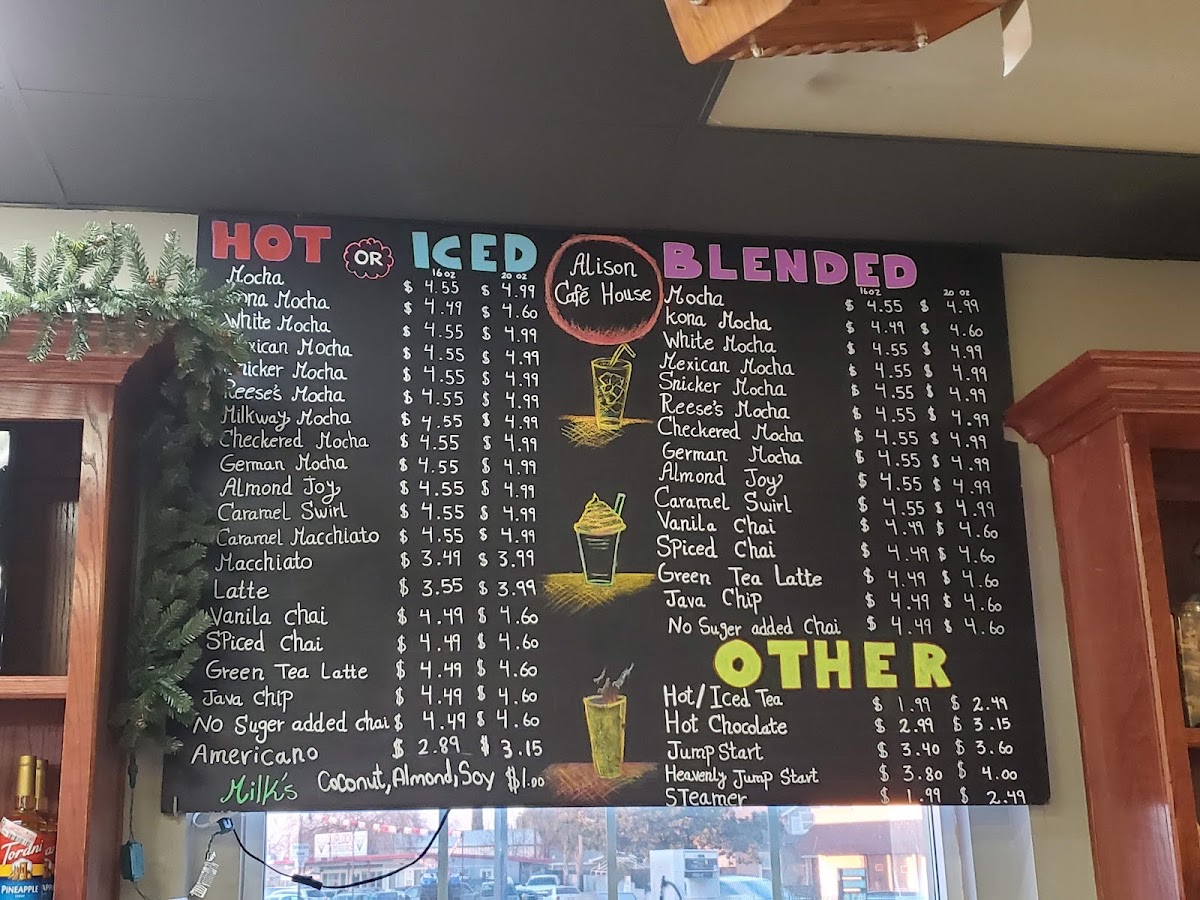 HOT OR ICED
16 oz 20 oz
Mocha $ 4.55 $ 4.99
ona Mocha $ 4.49 $ 4.60
White Mocha $ 4.55 $ 4.99
exican Mocha $ 4.55 $ 4.99
nicker Mocha $ 4.55 $ 4.99
Reese's Mocha $ 4.55 $ 4.99
Milkway Mocha $ 4.55 $ 4.99
Checkered Mocha $ 4.55 $ 4.99
German Mocha $ 4.55 $ 4.99
Almond Joy $ 4.55 $ 4.99
Caramel Swirl $ 4.55 $ 4.99
Caramel Macchiato $ 4.55 $ 4.99
Macchiato $ 3.49 $ 3.99
Latte $ 3.55 $ 3.99
Vanila chai $ 4.49 $ 4.60
SPiced Chai $ 4.49 $ 4.60
Green Tea Latte $ 4.49 $ 4.60
Java Chip $ 4.49 $ 4.60
No Suger added chai $ 4.49 $ 4.60
Americano $ 2.89 $ 3.15
Milk's Coconut, Almond, Soy $1.00
Alison
Café House
BLENDED
16oz 20 oz
Mocha $ 4.55 $ 4.99
kona Mocha $ 4.49 $ 4.60
White Mocha $ 4.55 $ 4.99
Mexican Mocha $ 4.55 $ 4.99
Snicker Mocha $ 4.55 $ 4.99
Reese's Mocha $ 4.55 $ 4.99
Checkered Mocha $ 4.55 $ 4.99
German Mocha $ 4.55 $ 4.99
Almond Joy $ 4.55 $ 4.99
Caramel Swirl $ 4.55 $ 4.99
Vanila Chai $ 4.49 $ 4.60
SPiced Chai $ 4.49 $ 4.60
Green Tea Latte $ 4.49 $ 4.60
Java Chip $ 4.49 $ 4.60
No Suger added Chai $ 4.49 $ 4.60
OTHER
Hot/Iced Tea $ 1.99 $ 2.49
Hot Chocolate $ 2.99 $ 3.15
Jump Start $ 3.40 $ 3.60
Heavenly Jump Start $ 3.80 $ 4.00
STeamer $ 1.99 $ 2.49
Torani
PINEAPPLE